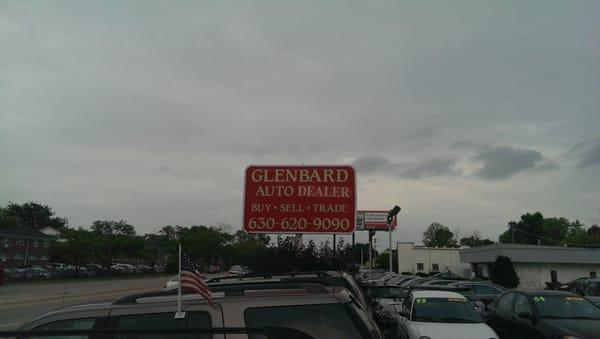 GLENBARD
AUTO DEALER
BUY • SELL • TRADE
630-620-9090